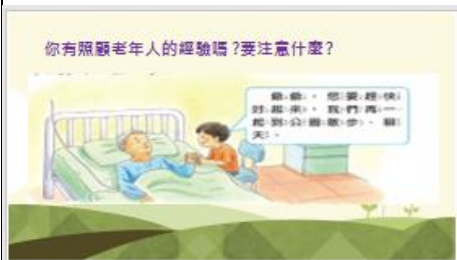 你有照顧老年人的經驗嗎?要注意什麼?
爺爺，您要趕快
好起來，我們再一
起到公園散步、聊
天。